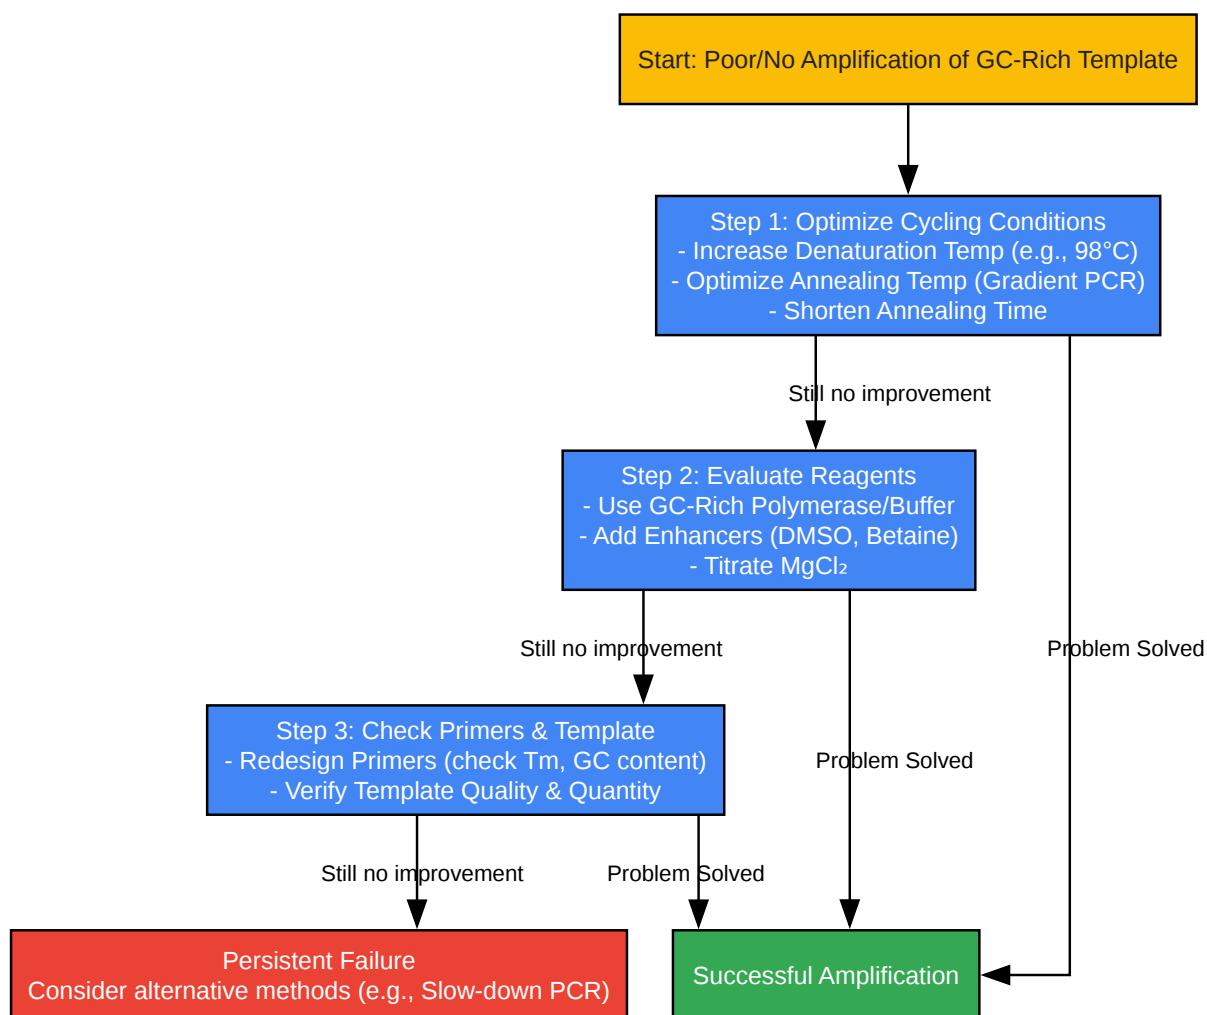 Start: Poor/No Amplification of GC-Rich Template
Step 1: Optimize Cycling Conditions
- Increase Denaturation Temp (e.g., 98°C)
- Optimize Annealing Temp (Gradient PCR)
- Shorten Annealing Time
Still no improvement
Step 2: Evaluate Reagents
- Use GC-Rich Polymerase/Buffer
- Add Enhancers (DMSO, Betaine)
- Titrate MgCl₂
Still no improvement
Problem Solved
Step 3: Check Primers & Template
- Redesign Primers (check Tm, GC content)
- Verify Template Quality & Quantity
Problem Solved
Still no improvement
Problem Solved
Persistent Failure
Consider alternative methods (e.g., Slow-down PCR)
Successful Amplification